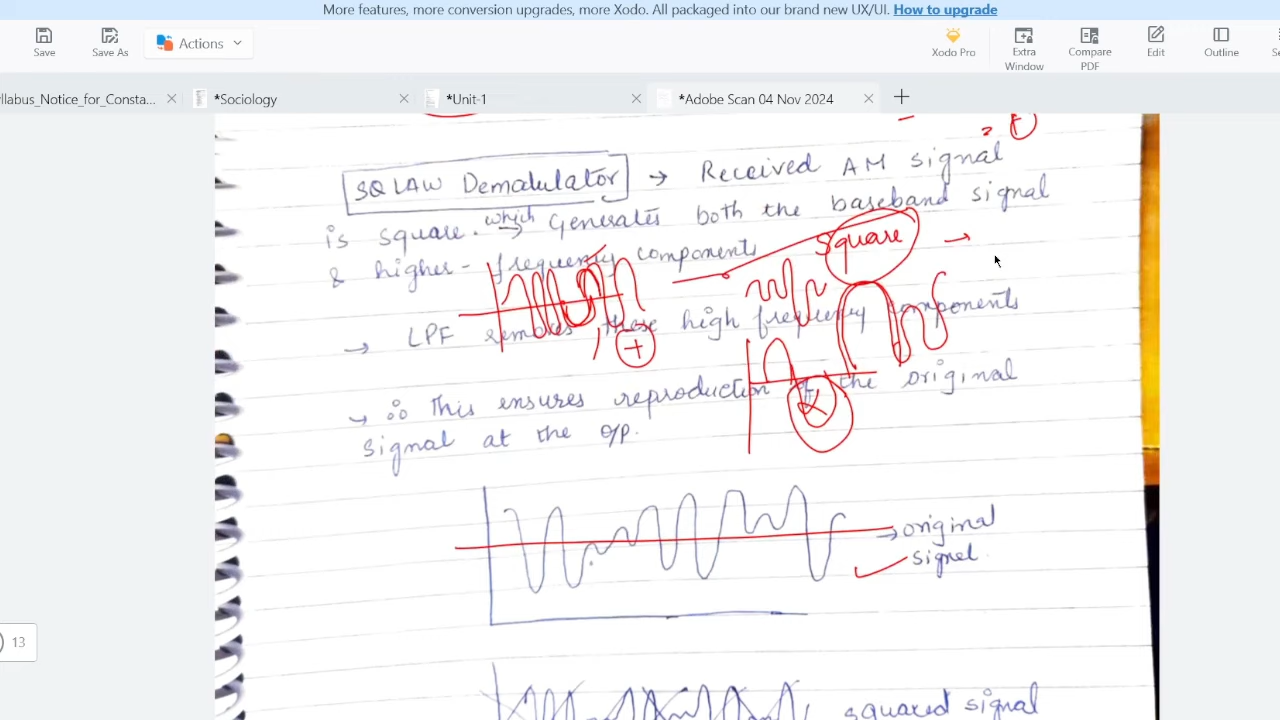 More features, more conversion upgrades, more Xodo. All packaged into our brand new UX/UI. How to upgrade
Save
Save As
Actions
Xodo Pro
Extra Window
Compare PDF
Edit
Outline
llabus_Notice_for_Consta...
*Sociology
*Unit-1
*Adobe Scan 04 Nov 2024
SQ LAW Demodulator → Received AM signal
is square. which → Generates both the baseband signal
& higher-frequency components
square →
→ LPF removes these high frequency components
+
→ ∴ This ensures reproduction of the original
signal at the o/p.
→ original
signal
squared signal
13